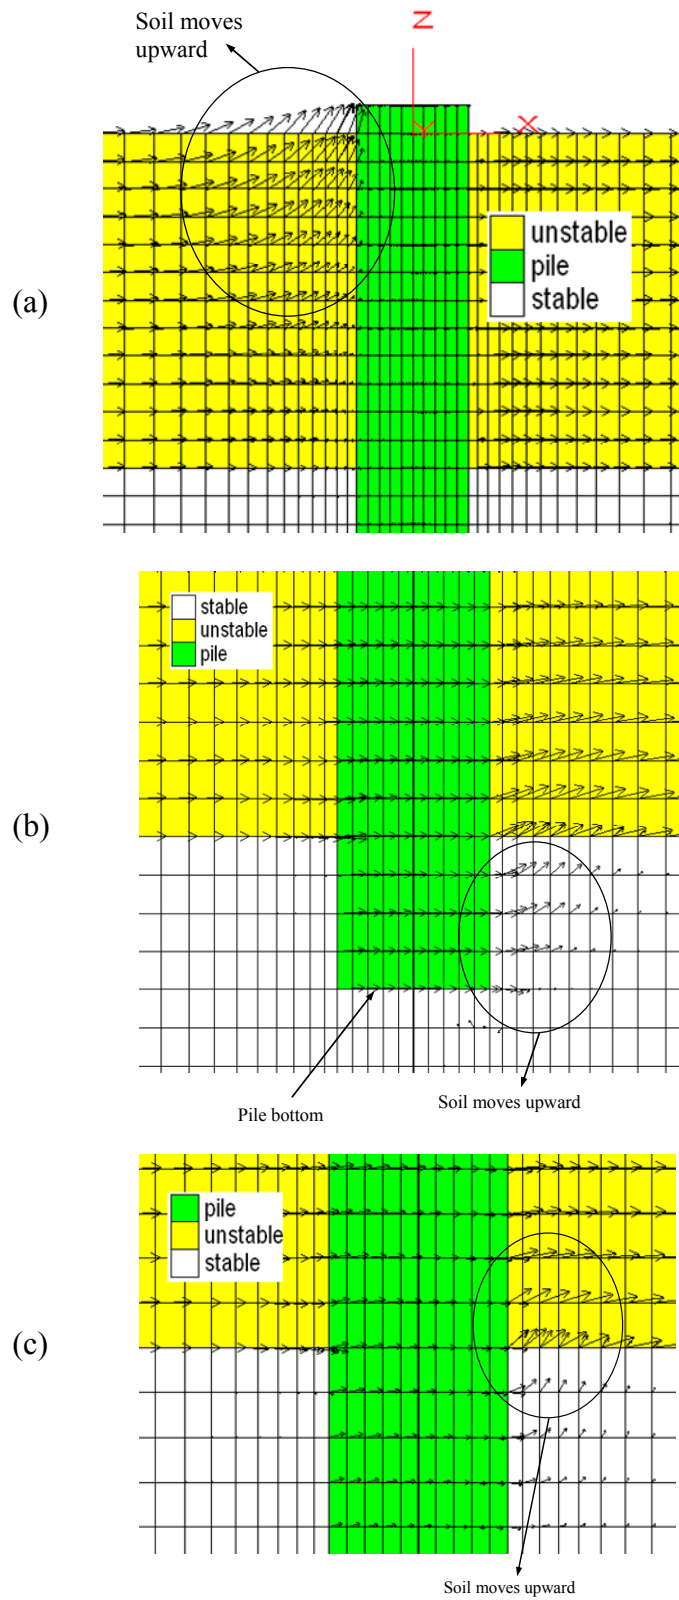 Soil moves
upward
Z
Y
X
unstable
pile
stable
(a)
stable
unstable
pile
(b)
Pile bottom
Soil moves upward
pile
unstable
stable
(c)
Soil moves upward